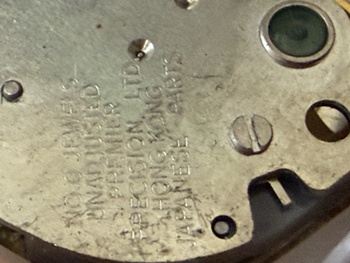 NO.0 JEWELS
UNADJUSTED
PREMIER
PRECISION LTD
HONG KONG
JAPANESE PARTS